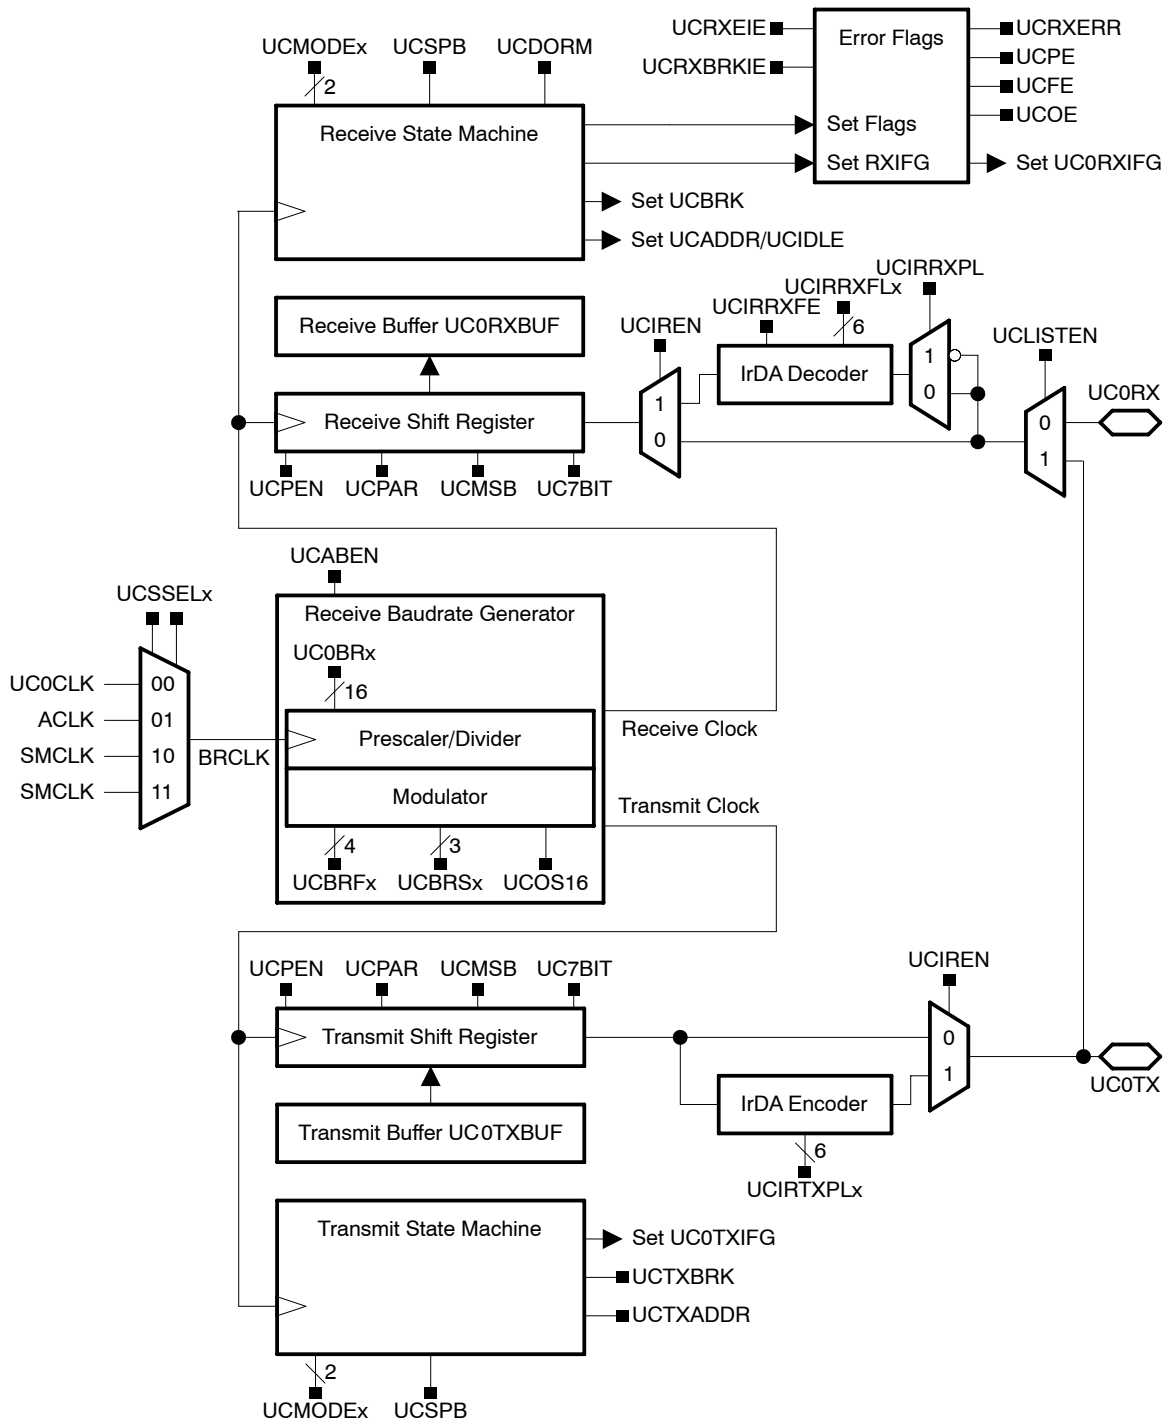 UCMODEx
UCSPB
UCDORM
2
Receive State Machine
UCRXEIE
UCRXBRKIE
Error Flags
Set Flags
Set RXIFG
UCRXERR
UCPE
UCFE
UCOE
Set UC0RXIFG
Set UCBRK
Set UCADDR/UCIDLE
Receive Buffer UC0RXBUF
Receive Shift Register
UCPEN
UCPAR
UCMSB
UC7BIT
UCIREN
1
0
UCIRRXFE
UCIRRXFLx
6
IrDA Decoder
UCIRRXPL
1
0
UCLISTEN
0
1
UC0RX
UCABEN
Receive Baudrate Generator
UC0BRx
16
Prescaler/Divider
Modulator
4
3
UCBRFx
UCBRSx
UCOS16
UCSSELx
UC0CLK
00
ACLK
01
SMCLK
10
SMCLK
11
BRCLK
Receive Clock
Transmit Clock
UCPEN
UCPAR
UCMSB
UC7BIT
Transmit Shift Register
Transmit Buffer UC0TXBUF
UCIREN
0
1
IrDA Encoder
6
UCIRTXPLx
UC0TX
Transmit State Machine
Set UC0TXIFG
UCTXBRK
UCTXADDR
2
UCMODEx
UCSPB